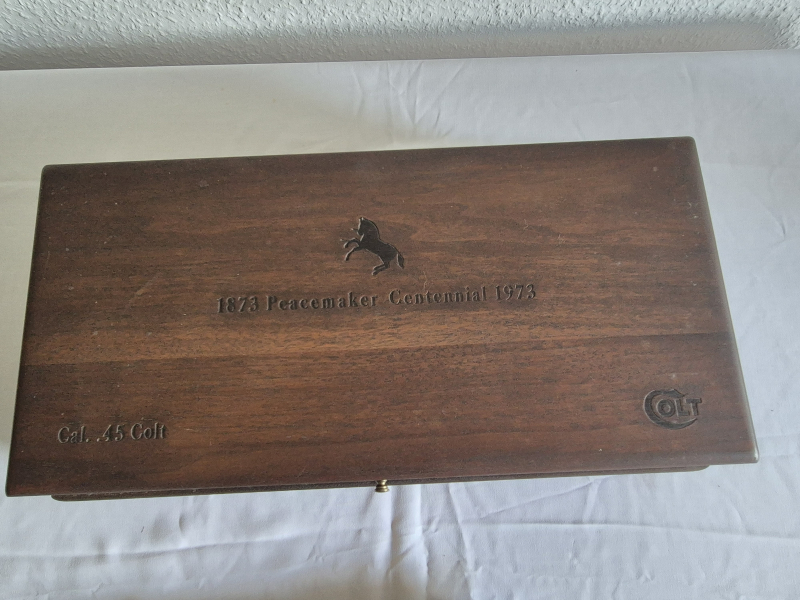 1873 Peacemaker Centennial 1973
Cal. .45 Colt
COLT